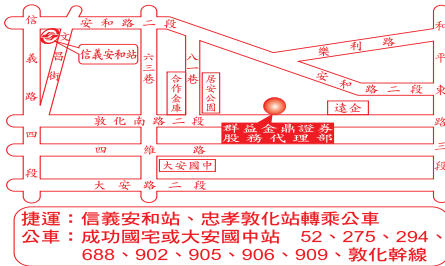 信義路四段
安和路二段
文昌街
信義安和站
六三巷
八一巷
合作金庫
居安公園
樂利路
和平東路三段
安和路二段
遠企
敦化南路二段
群益金鼎證券
股務代理部
四維路
大安國中
大安路二段
捷運：信義安和站、忠孝敦化站轉乘公車
公車：成功國宅或大安國中站 52、275、294、
688、902、905、906、909、敦化幹線